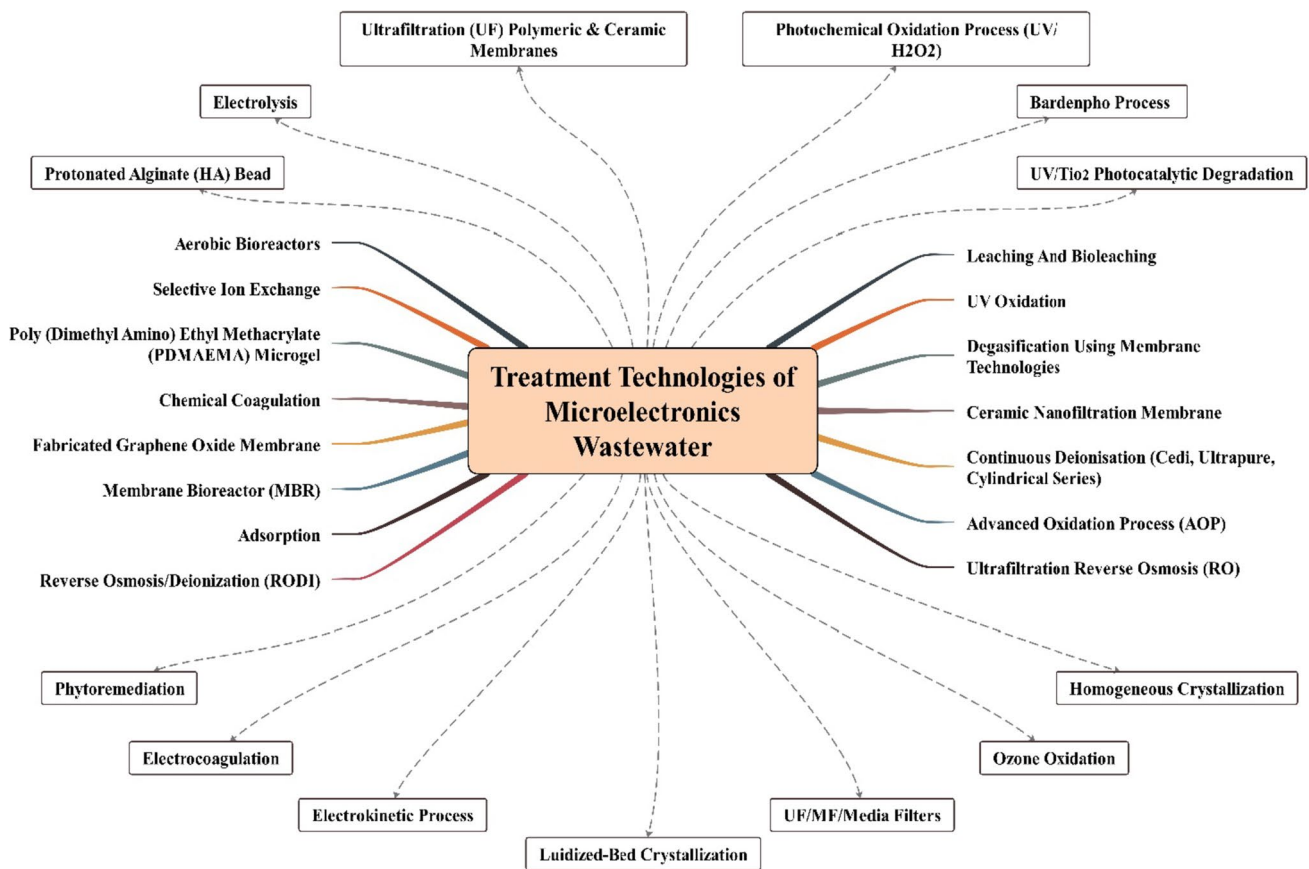 Ultrafiltration (UF) Polymeric & Ceramic
Membranes
Photochemical Oxidation Process (UV/
H2O2)
Electrolysis
Bardenpho Process
Protonated Alginate (HA) Bead
UV/Tio2 Photocatalytic Degradation
Aerobic Bioreactors
Selective Ion Exchange
Poly (Dimethyl Amino) Ethyl Methacrylate
(PDMAEMA) Microgel
Chemical Coagulation
Fabricated Graphene Oxide Membrane
Membrane Bioreactor (MBR)
Adsorption
Reverse Osmosis/Deionization (RODI)
Treatment Technologies of
Microelectronics
Wastewater
Leaching And Bioleaching
UV Oxidation
Degasification Using Membrane
Technologies
Ceramic Nanofiltration Membrane
Continuous Deionisation (Cedi, Ultrapure,
Cylindrical Series)
Advanced Oxidation Process (AOP)
Ultrafiltration Reverse Osmosis (RO)
Phytoremediation
Homogeneous Crystallization
Electrocoagulation
Ozone Oxidation
Electrokinetic Process
UF/MF/Media Filters
Luidized-Bed Crystallization